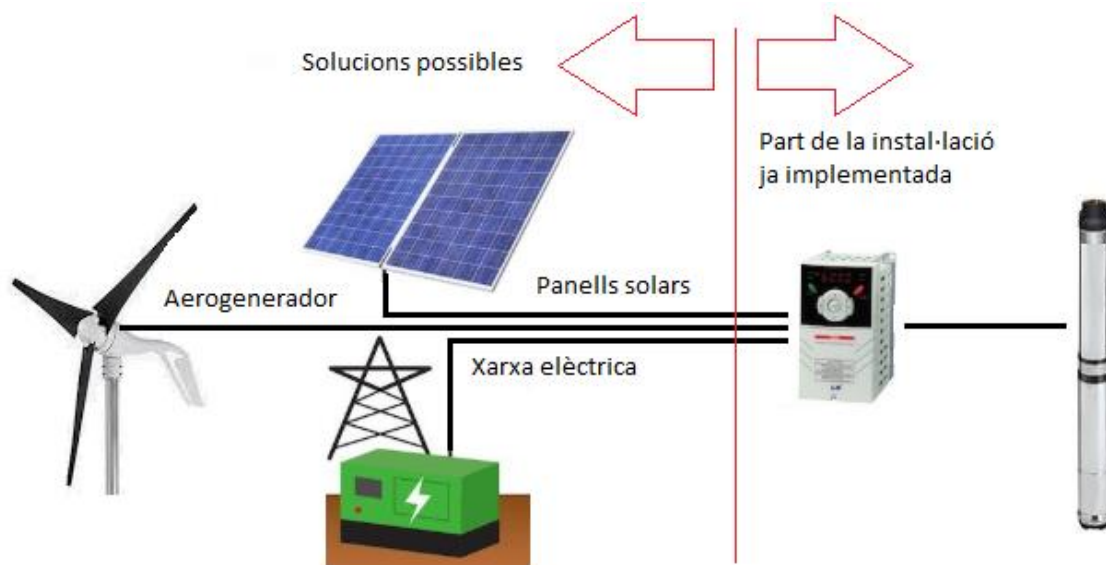 Solucions possibles
Part de la instal·lació
ja implementada
Aerogenerador
Panells solars
Xarxa elèctrica